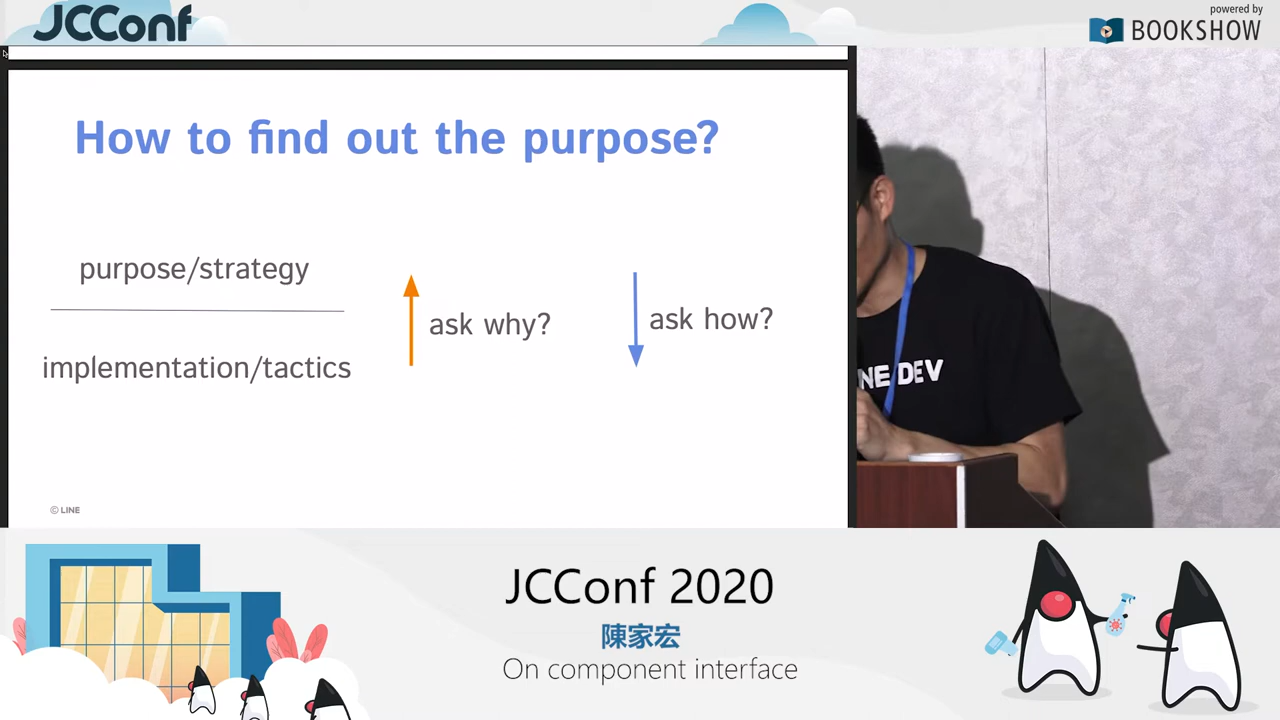 JCConf
powered by
BOOKSHOW
How to find out the purpose?
purpose/strategy
implementation/tactics
ask why?
ask how?
© LINE
NE DEV
JCConf 2020
陳家宏
On component interface